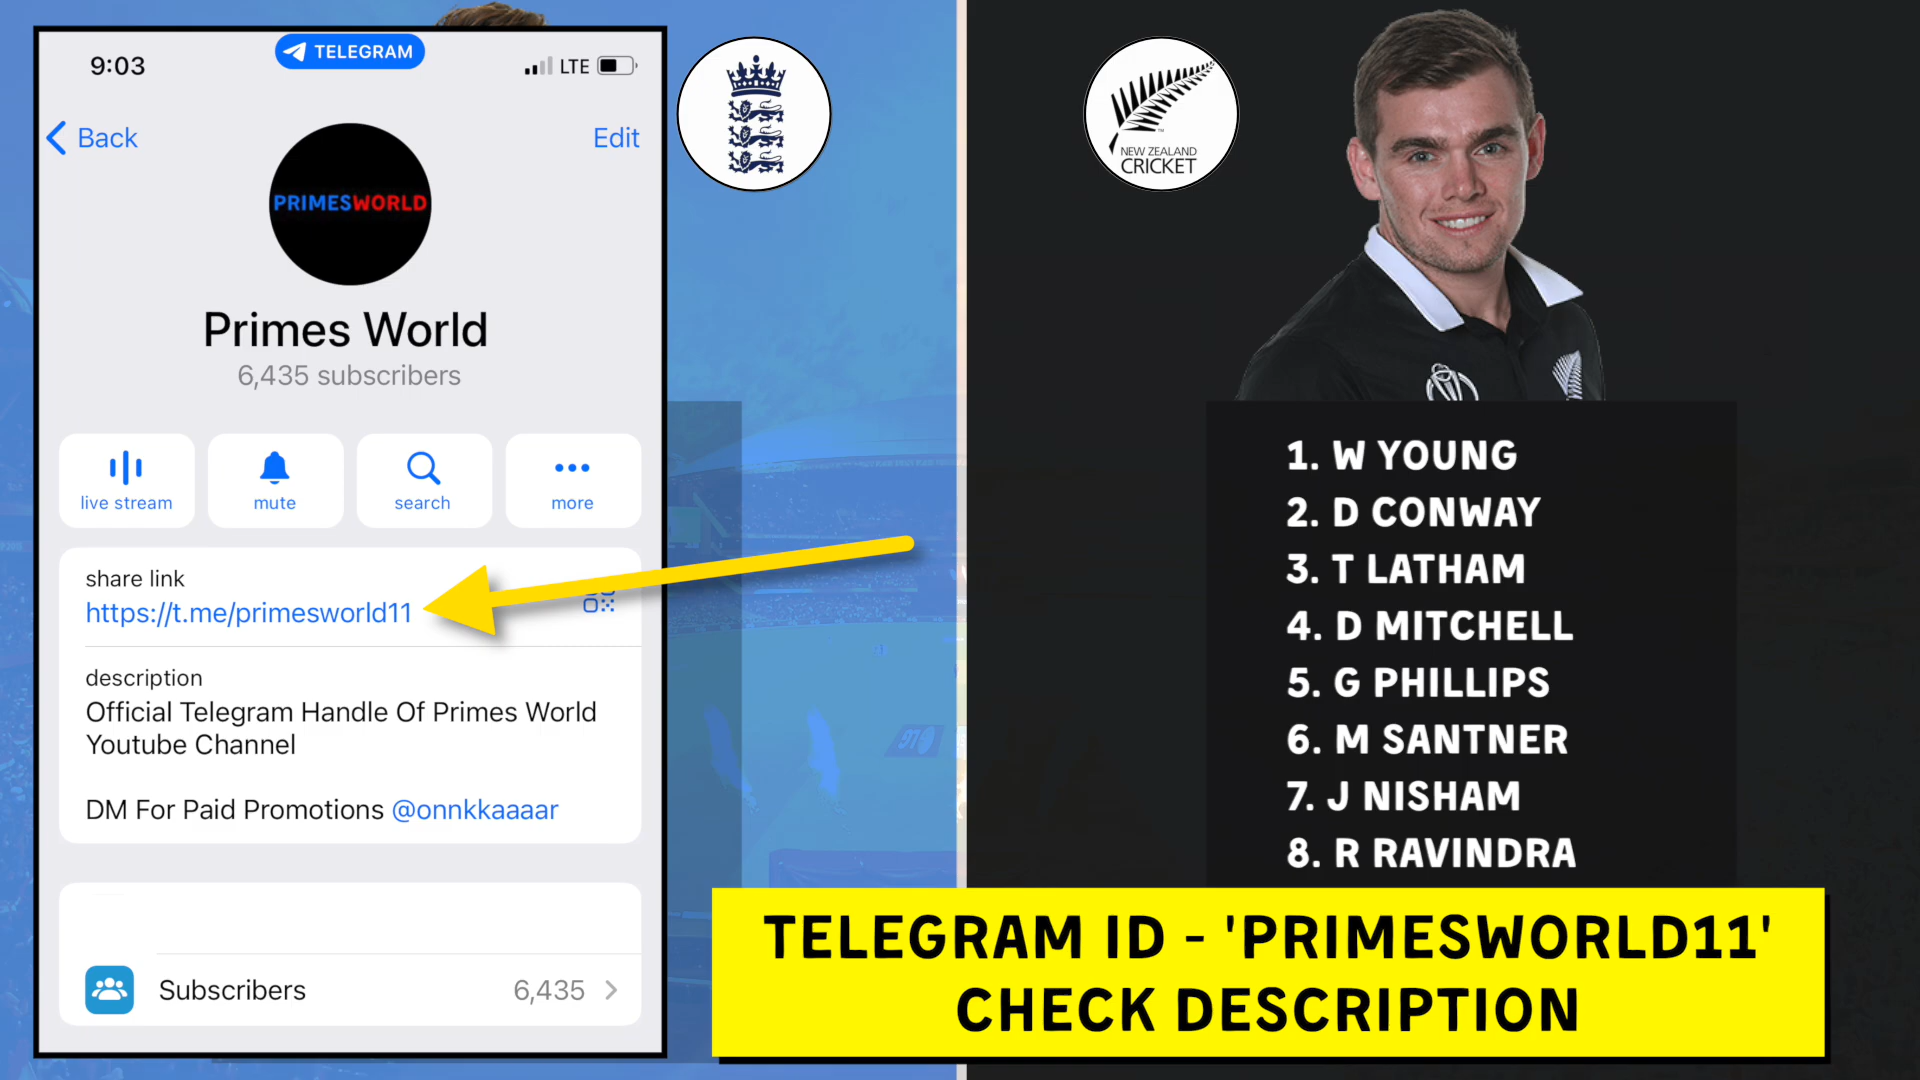 9:03
TELEGRAM
LTE
Back
Edit
PRIMESWORLD
Primes World
6,435 subscribers
live stream
mute
search
more
share link
https://t.me/primesworld11
description
Official Telegram Handle Of Primes World
Youtube Channel
DM For Paid Promotions @onnkkaaaar
Subscribers
6,435
NEW ZEALAND
CRICKET
1. W YOUNG
2. D CONWAY
3. T LATHAM
4. D MITCHELL
5. G PHILLIPS
6. M SANTNER
7. J NISHAM
8. R RAVINDRA
TELEGRAM ID - 'PRIMESWORLD11'
CHECK DESCRIPTION